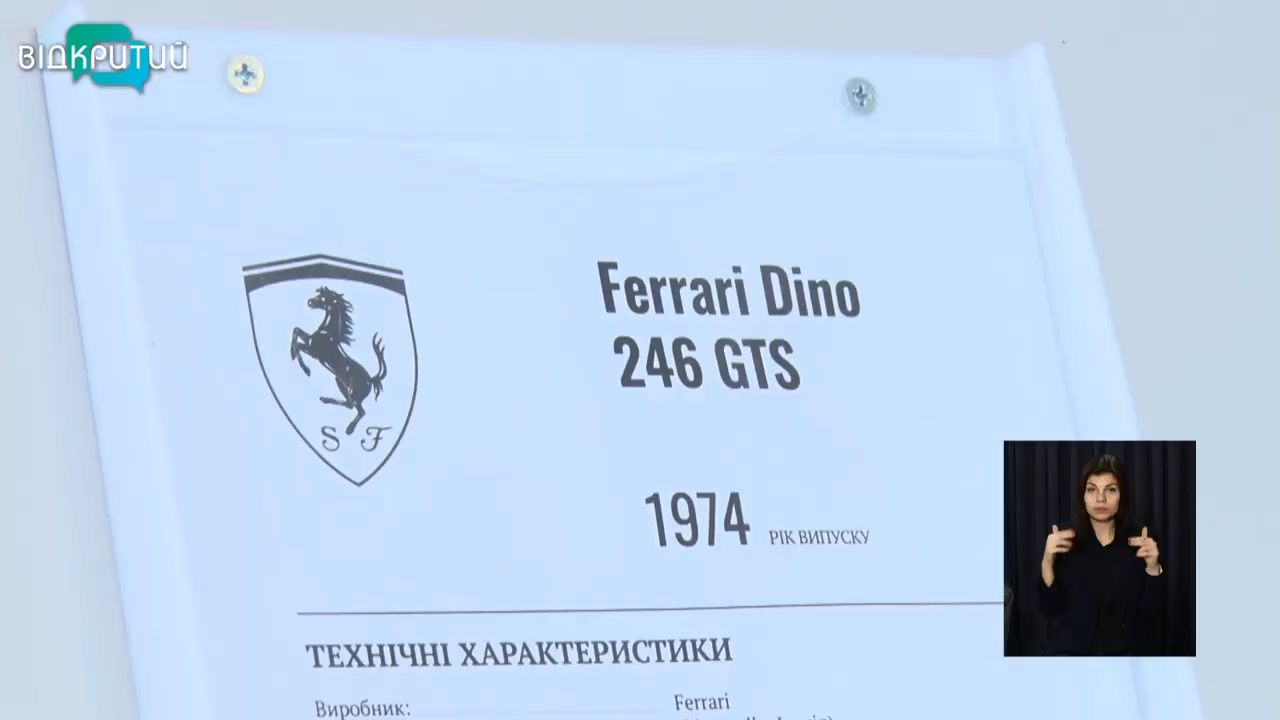 ВІДКРИТИЙ
Ferrari Dino
246 GTS
S F
1974 РІК ВИПУСКУ
ТЕХНІЧНІ ХАРАКТЕРИСТИКИ
Виробник: Ferrari